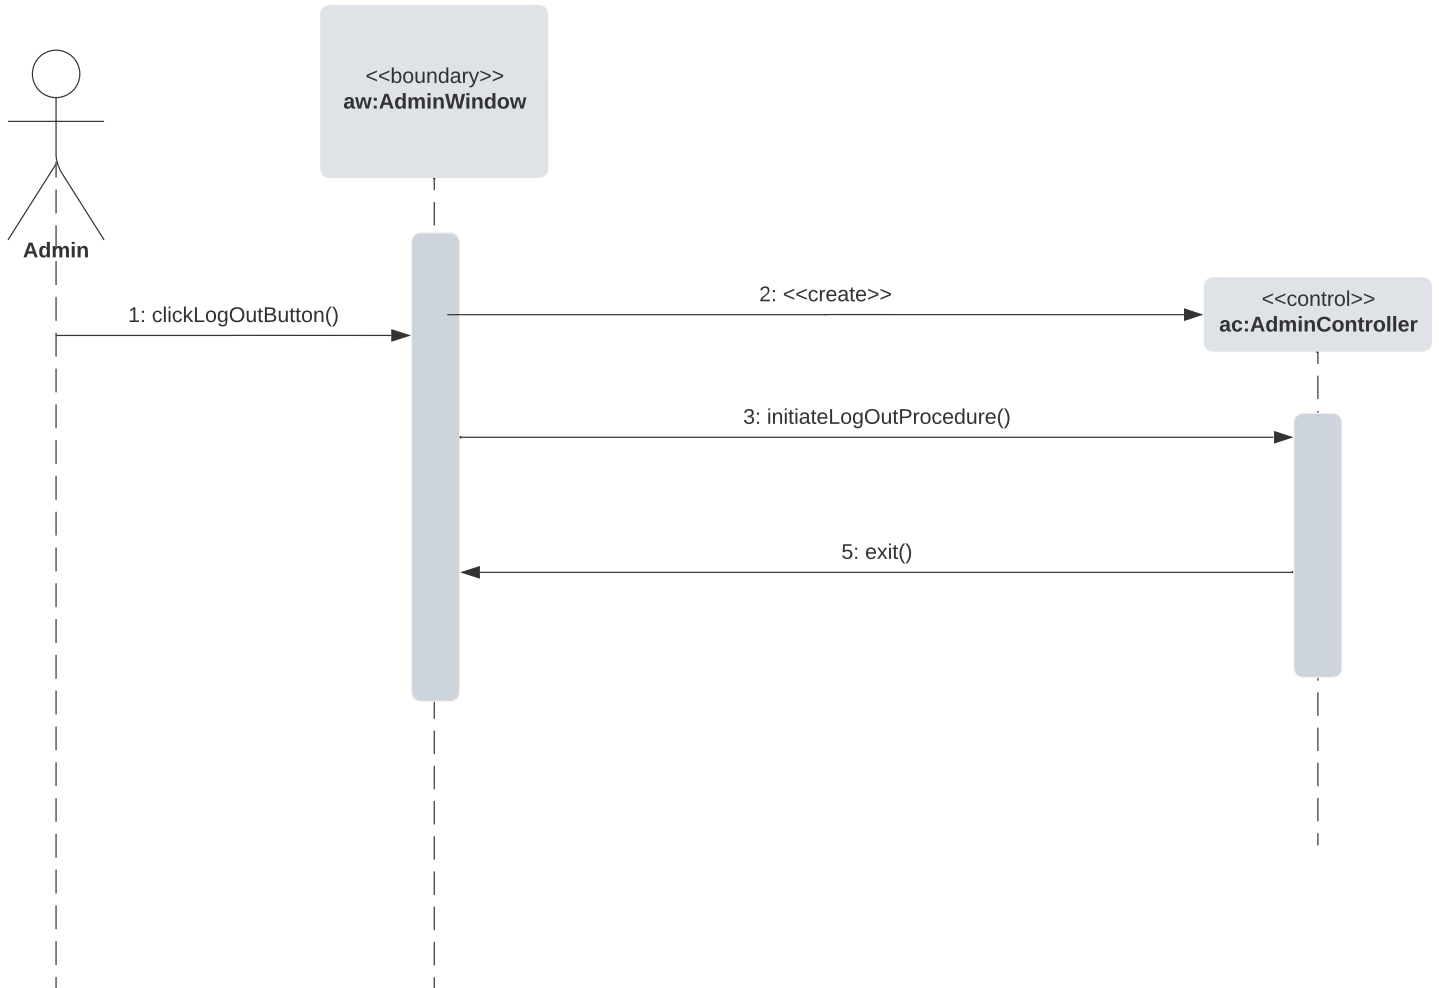 <<boundary>>
aw:AdminWindow
Admin
1: clickLogOutButton()
2: <<create>>
<<control>>
ac:AdminController
3: initiateLogOutProcedure()
5: exit()